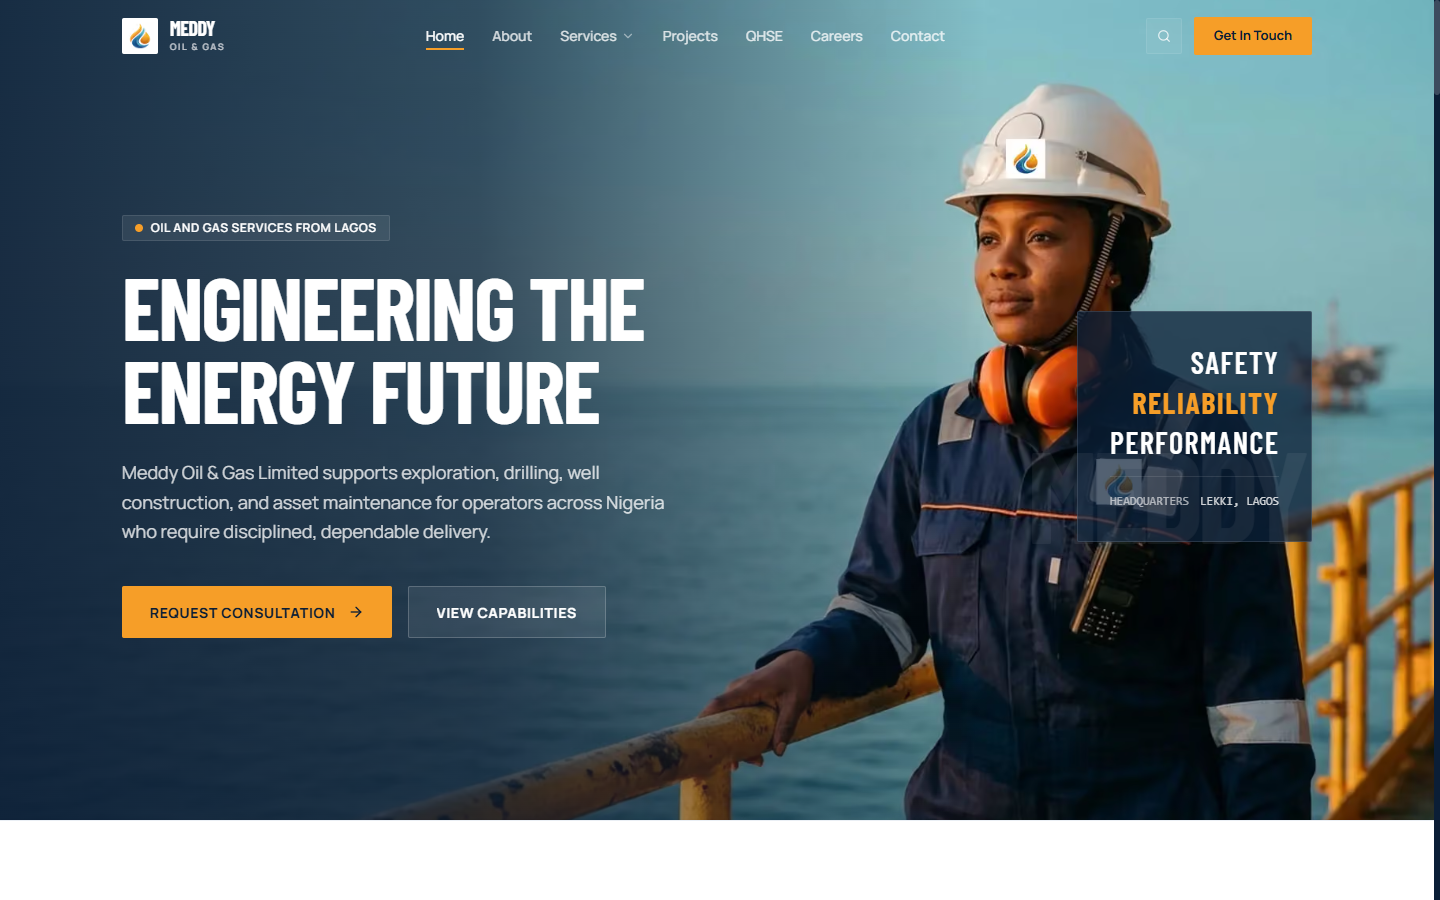 MEDDY
OIL & GAS
Home
About
Services
Projects
QHSE
Careers
Contact
Get In Touch
OIL AND GAS SERVICES FROM LAGOS
ENGINEERING THE
ENERGY FUTURE
Meddy Oil & Gas Limited supports exploration, drilling, well
construction, and asset maintenance for operators across Nigeria
who require disciplined, dependable delivery.
REQUEST CONSULTATION
VIEW CAPABILITIES
SAFETY
RELIABILITY
PERFORMANCE
MEDDY
HEADQUARTERS LEKKI, LAGOS